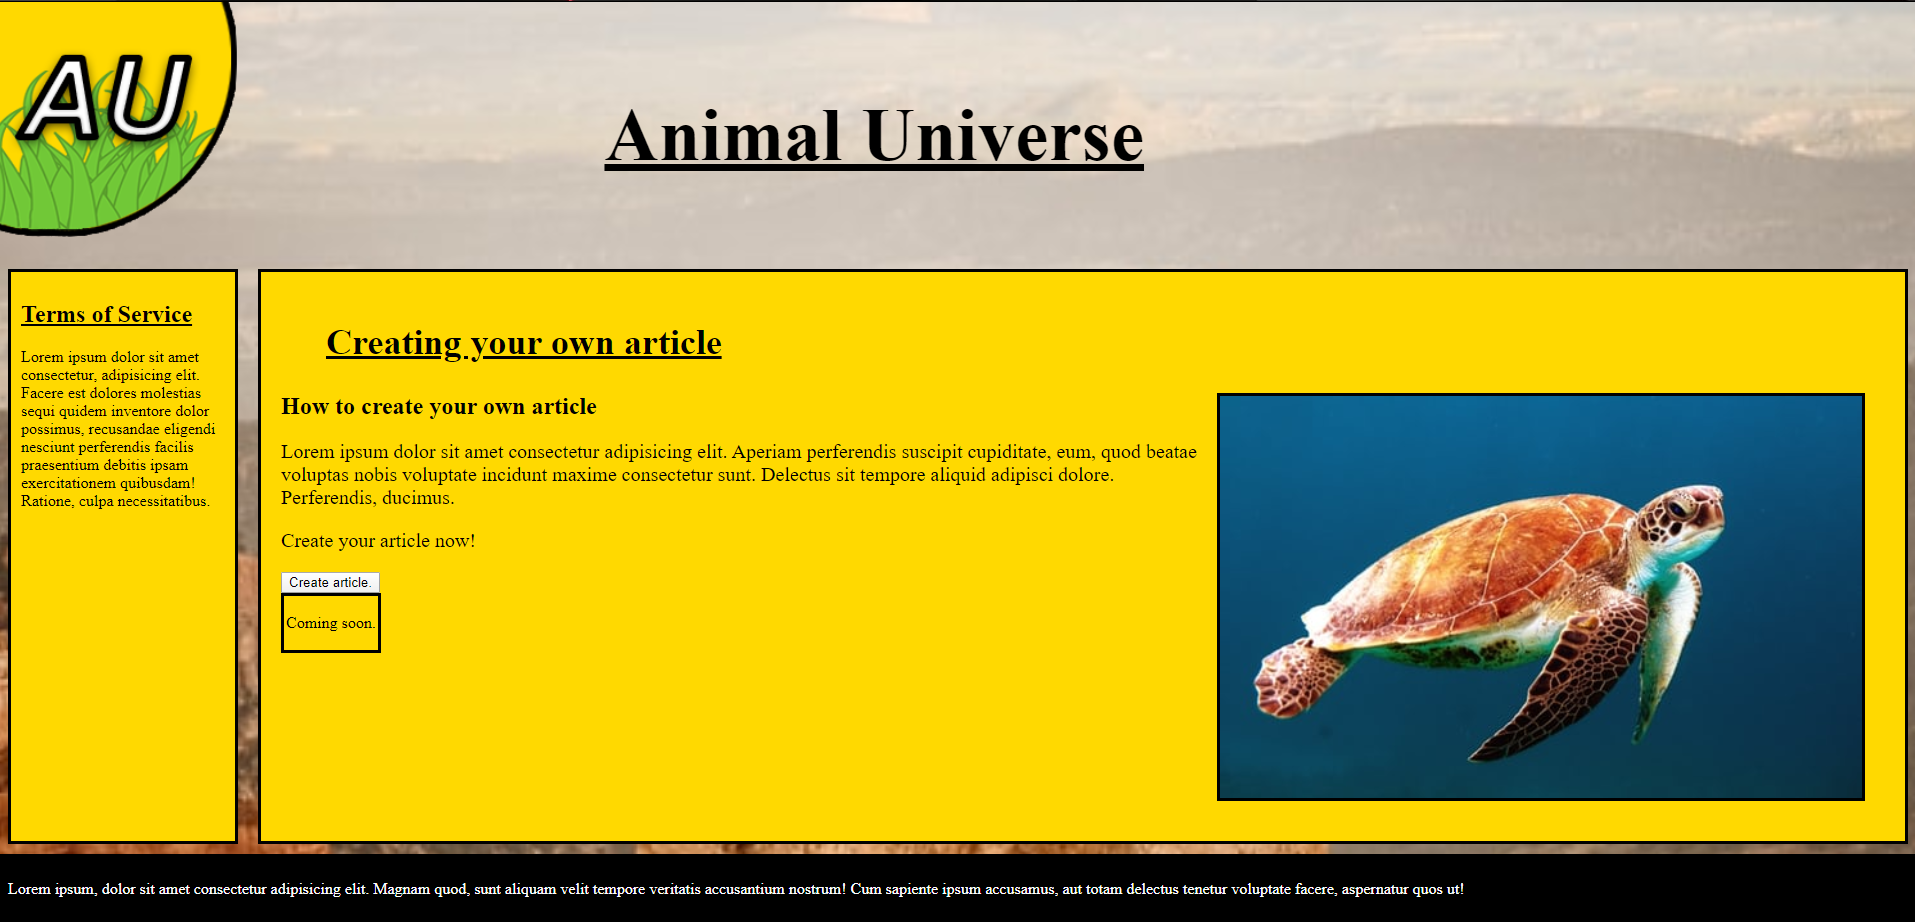 AU
Animal Universe
Terms of Service
Lorem ipsum dolor sit amet
consectetur, adipisicing elit.
Facere est dolores molestias
sequi quidem inventore dolor
possimus, recusandae eligendi
nesciunt perferendis facilis
praesentium debitis ipsam
exercitationem quibusdam!
Ratione, culpa necessitatibus.
Creating your own article
How to create your own article
Lorem ipsum dolor sit amet consectetur adipisicing elit. Aperiam perferendis suscipit cupiditate, eum, quod beatae
voluptas nobis voluptate incidunt maxime consectetur sunt. Delectus sit tempore aliquid adipisci dolore.
Perferendis, ducimus.
Create your article now!
Create article.
Coming soon.
Lorem ipsum, dolor sit amet consectetur adipisicing elit. Magnam quod, sunt aliquam velit tempore veritatis accusantium nostrum! Cum sapiente ipsum accusamus, aut totam delectus tenetur voluptate facere, aspernatur quos ut!